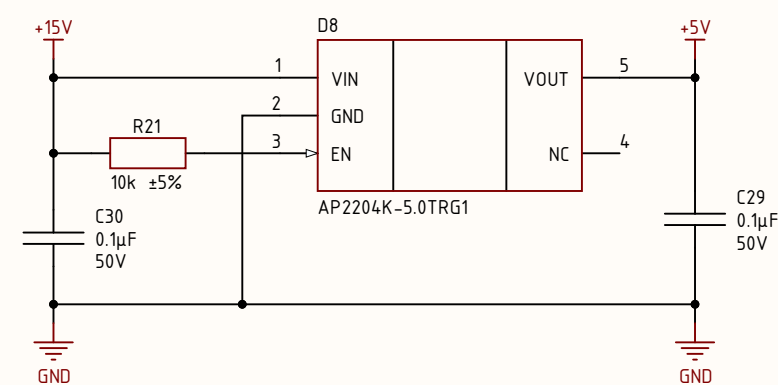 +15V
D8
+5V
1
VIN
VOUT
5
2
GND
R21
3
EN
NC
4
10k ±5%
AP2204K-5.0TRG1
C30
0.1µF
50V
C29
0.1µF
50V
GND
GND